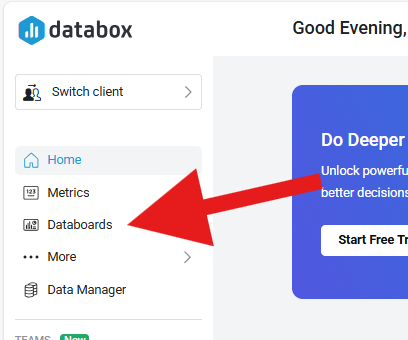 databox
Good Evening,
Switch client
Home
Metrics
Databoards
More
Data Manager
TEAMS New
Do Deeper
Unlock powerfu
better decisions
Start Free Tr
123